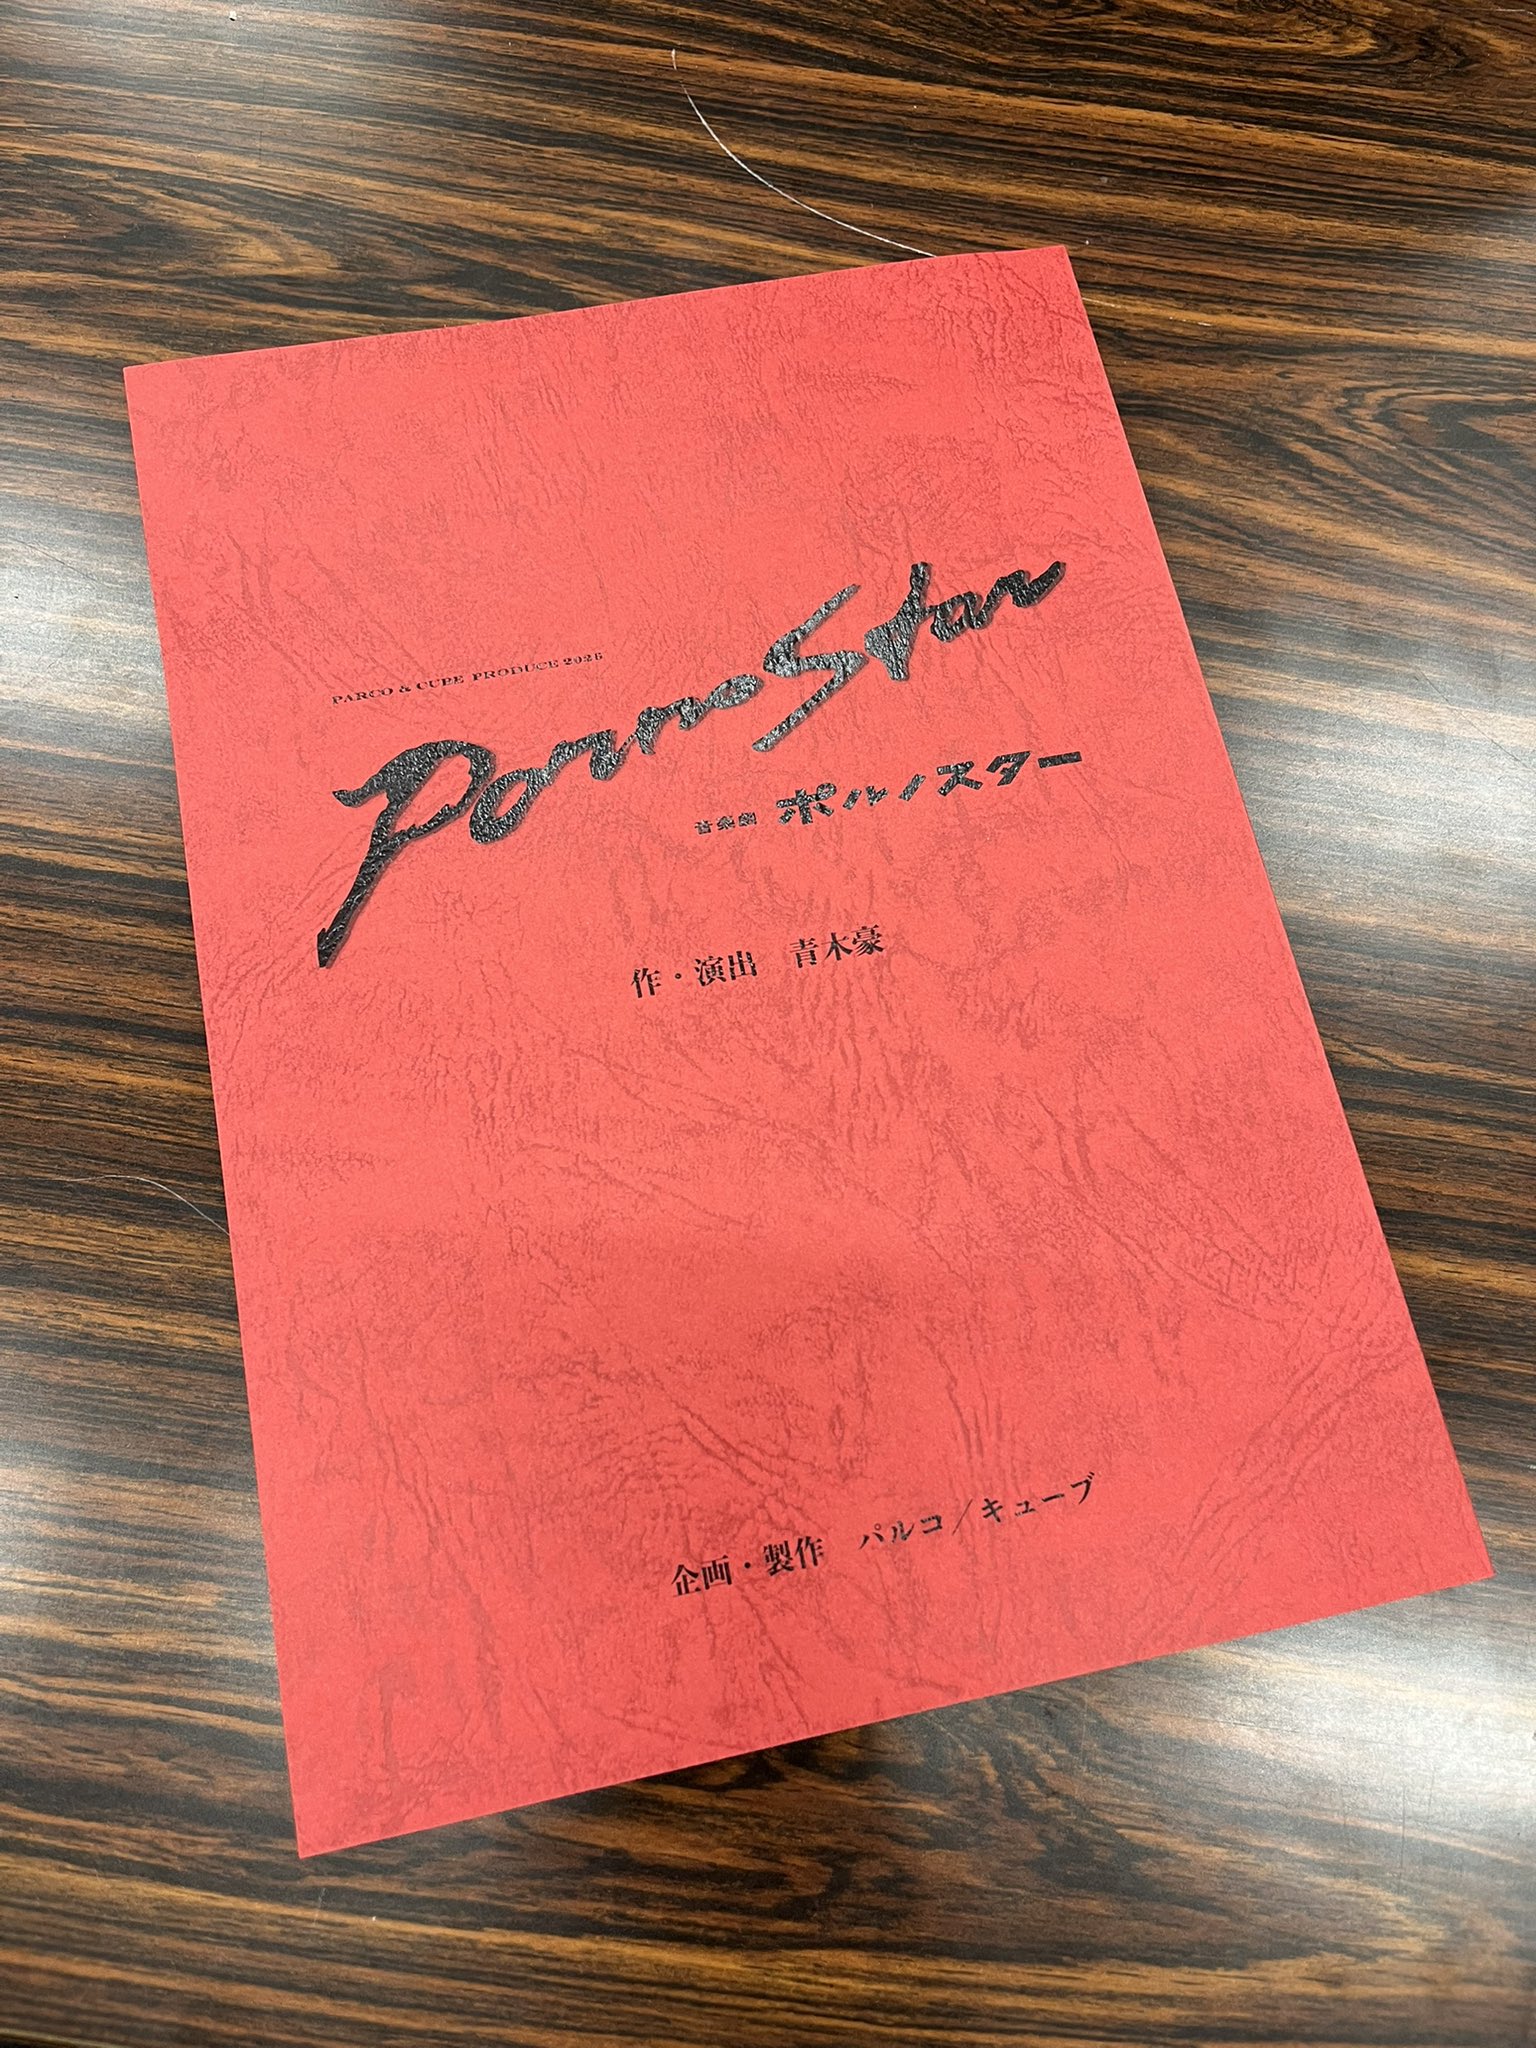 PARCO & CUBE PRODUCE 2026
PornoStar
音楽劇 ポルノスター
作・演出 青木豪
企画・製作 パルコ／キューブ